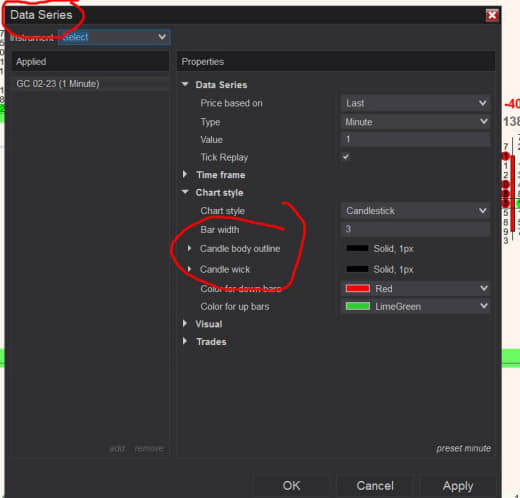 Data Series
Instrument Select
Applied Properties
GC 02-23 (1 Minute)
Data Series
Price based on Last
Type Minute
Value 1
Tick Replay
Time frame
Chart style
Chart style Candlestick
Bar width 3
Candle body outline Solid, 1px
Candle wick Solid, 1px
Color for down bars Red
Color for up bars LimeGreen
Visual
Trades
add remove preset minute
OK Cancel Apply
-40
138